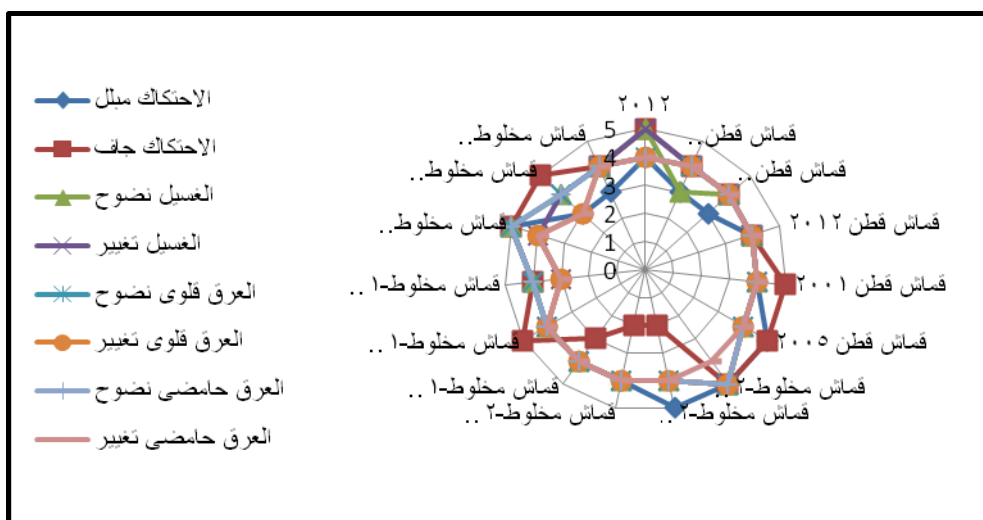 الاحتكاك مبلل
الاحتكاك جاف
الغسيل نضوح
الغسيل تغيير
العرق قلوى نضوح
العرق قلوى تغيير
العرق حامضى نضوح
العرق حامضى تغيير
٢٠١٢
قماش قطن..
قماش قطن..
قماش قطن ٢٠١٢
قماش قطن ٢٠٠١
قماش قطن ٢٠٠٥
قماش مخلوط-٢ ..
قماش مخلوط-٢ ..
قماش مخلوط-٢ ..
قماش مخلوط-١ ..
قماش مخلوط-١ ..
قماش مخلوط-١ ..
قماش مخلوط..
قماش مخلوط..
قماش مخلوط..
5
4
3
2
1
0